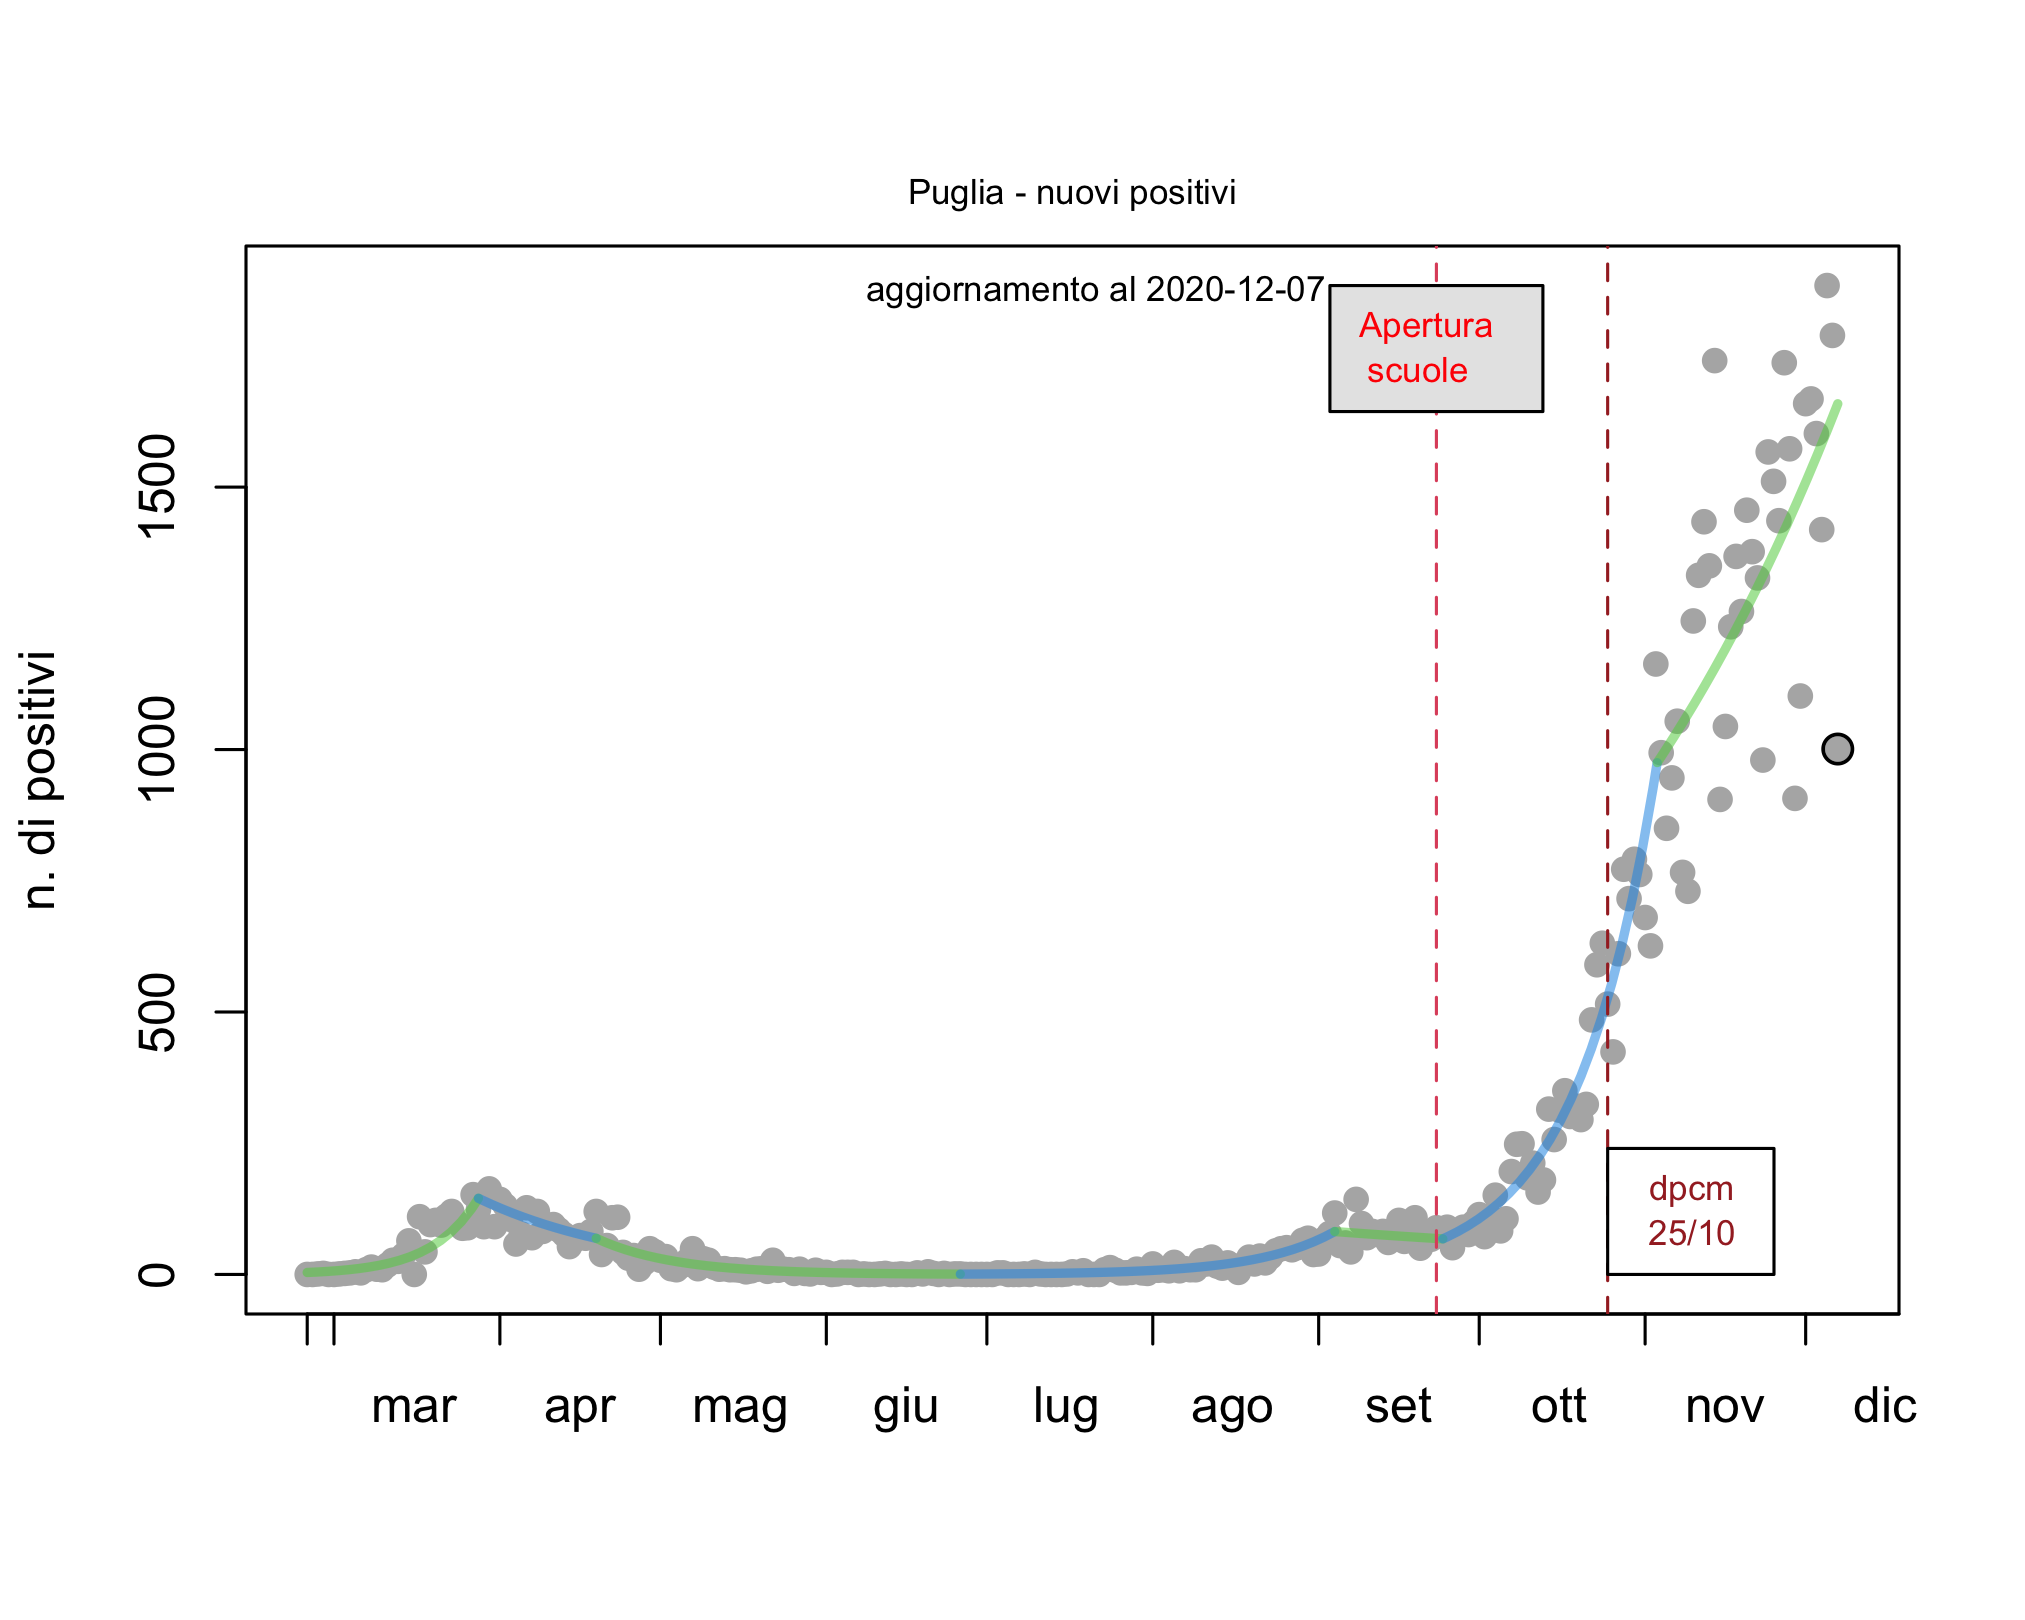 Puglia - nuovi positivi
aggiornamento al 2020-12-07
Apertura
scuole
n. di positivi
1500
1000
500
0
dpcm
25/10
mar apr mag giu lug ago set ott nov dic